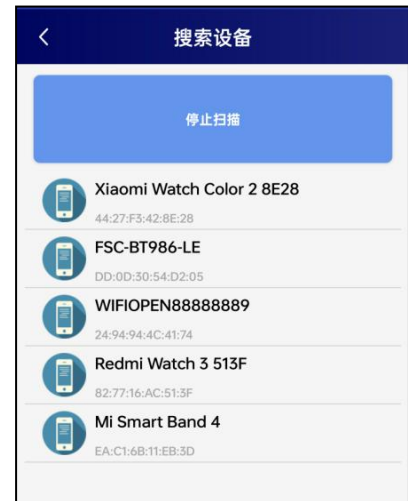 搜索设备
停止扫描
Xiaomi Watch Color 2 8E28
44:27:F3:42:8E:28
FSC-BT986-LE
DD:0D:30:54:D2:05
WIFIOPEN88888889
24:94:94:4C:41:74
Redmi Watch 3 513F
82:77:16:AC:51:3F
Mi Smart Band 4
EA:C1:6B:11:EB:3D